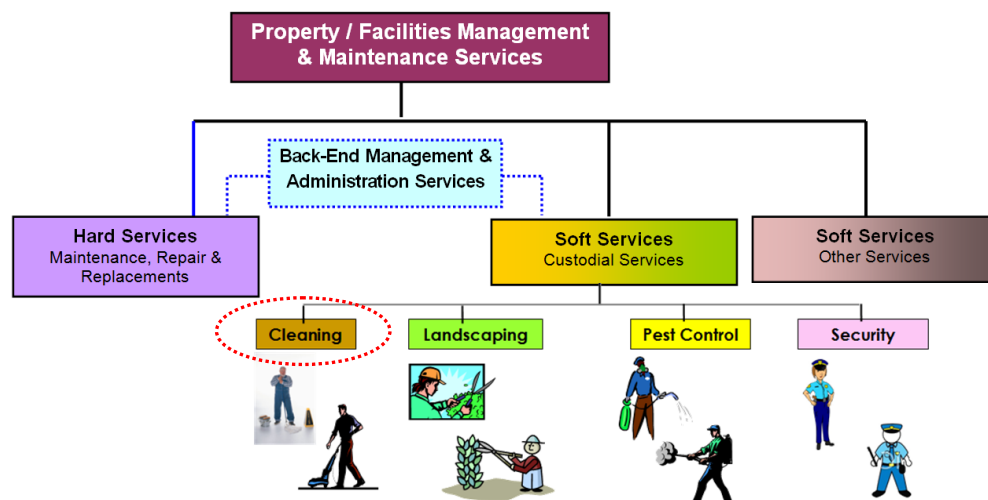 Property / Facilities Management
& Maintenance Services
Back-End Management &
Administration Services
Hard Services
Maintenance, Repair &
Replacements
Soft Services
Custodial Services
Soft Services
Other Services
Cleaning
Landscaping
Pest Control
Security